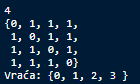 4
{0, 1, 1, 1,
1, 0, 1, 1,
1, 1, 0, 1,
1, 1, 1, 0}
Vraća: {0, 1, 2, 3 }